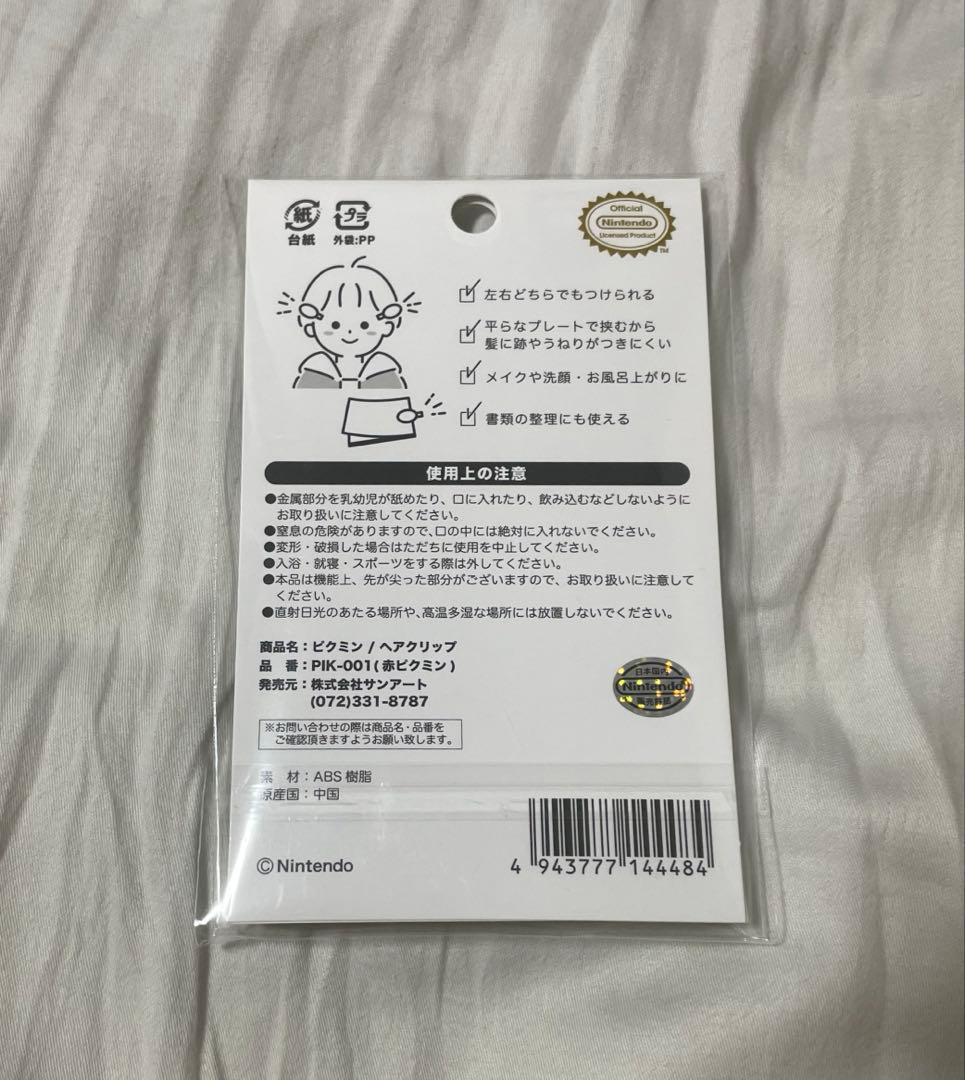 紙
台紙
プラ
外袋:PP
Official
Nintendo
Licensed Product
TM
左右どちらでもつけられる
平らなプレートで挟むから
髪に跡やうねりがつきにくい
メイクや洗顔・お風呂上がりに
書類の整理にも使える
使用上の注意
●金属部分を乳幼児が舐めたり、口に入れたり、飲み込むなどしないように
お取り扱いに注意してください。
●窒息の危険がありますので、口の中には絶対に入れないでください。
●変形・破損した場合はただちに使用を中止してください。
●入浴・就寝・スポーツをする際は外してください。
●本品は機能上、先が尖った部分がございますので、お取り扱いに注意して
ください。
●直射日光のあたる場所や、高温多湿な場所には放置しないでください。
商品名：ピクミン / ヘアクリップ
品 番：PIK-001(赤ピクミン)
発売元：株式会社サンアート
(072)331-8787
※お問い合わせの際は商品名・品番を
ご確認頂きますようお願い致します。
日本国内
Nintendo
販売許諾
素 材：ABS樹脂
原産国：中国
©Nintendo
4 943777 144484